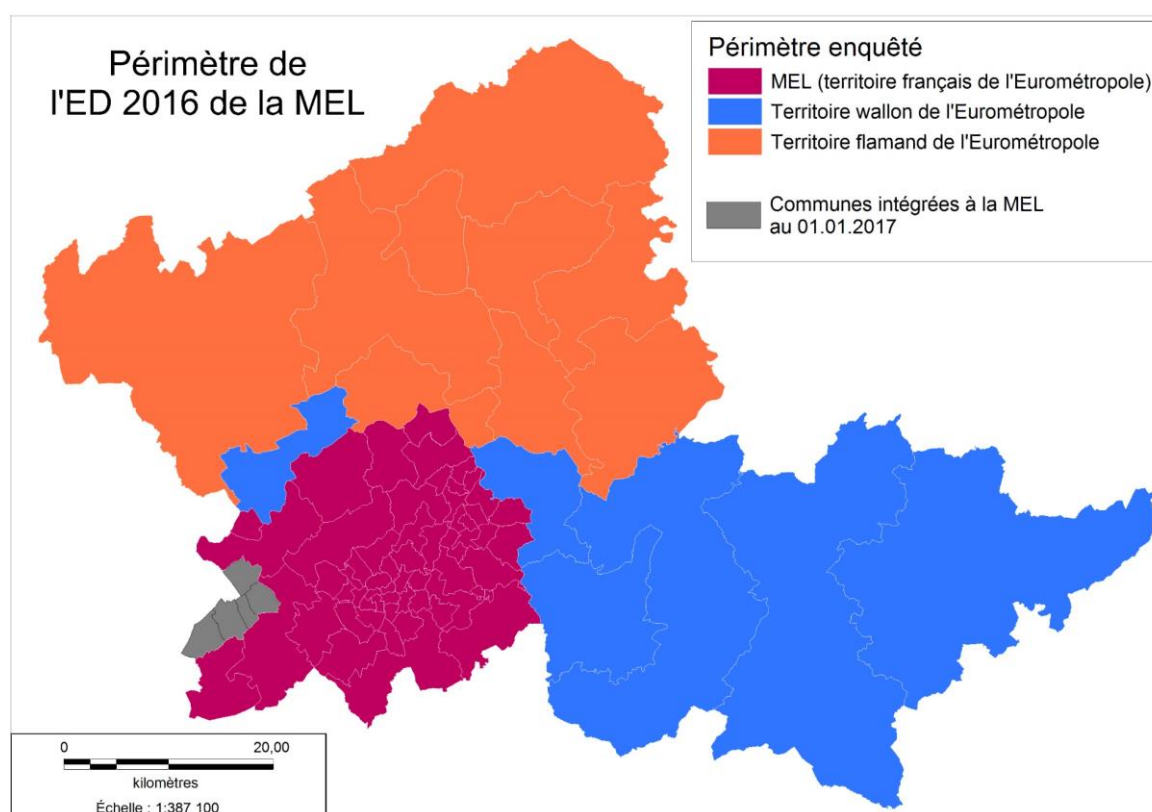 Périmètre de
l'ED 2016 de la MEL
Périmètre enquêté
MEL (territoire français de l'Eurométropole)
Territoire wallon de l'Eurométropole
Territoire flamand de l'Eurométropole
Communes intégrées à la MEL
au 01.01.2017
0 20,00
kilomètres
Échelle : 1:387 100